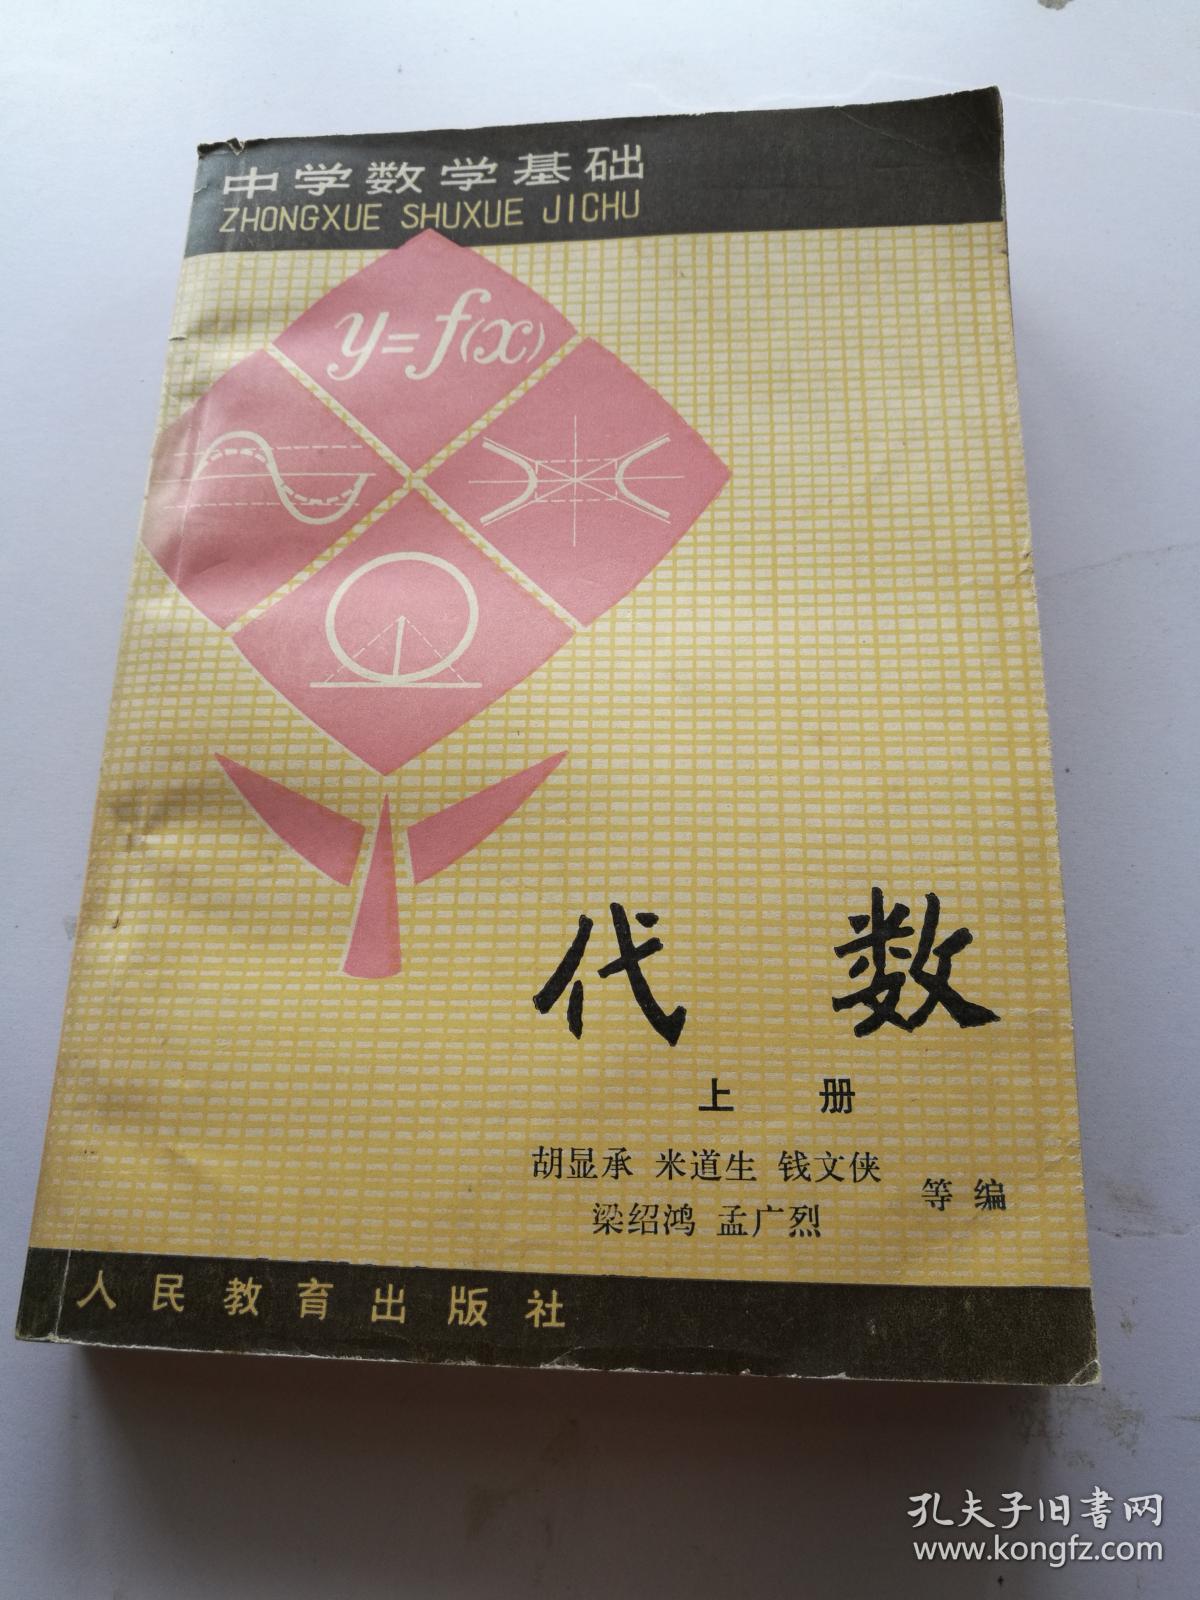 中学数学基础
ZHONGXUE SHUXUE JICHU
y=f(x)
代数
上册
胡显承 米道生 钱文侠
梁绍鸿 孟广烈
等编
人民教育出版社
孔夫子旧书网
www.kongfz.com